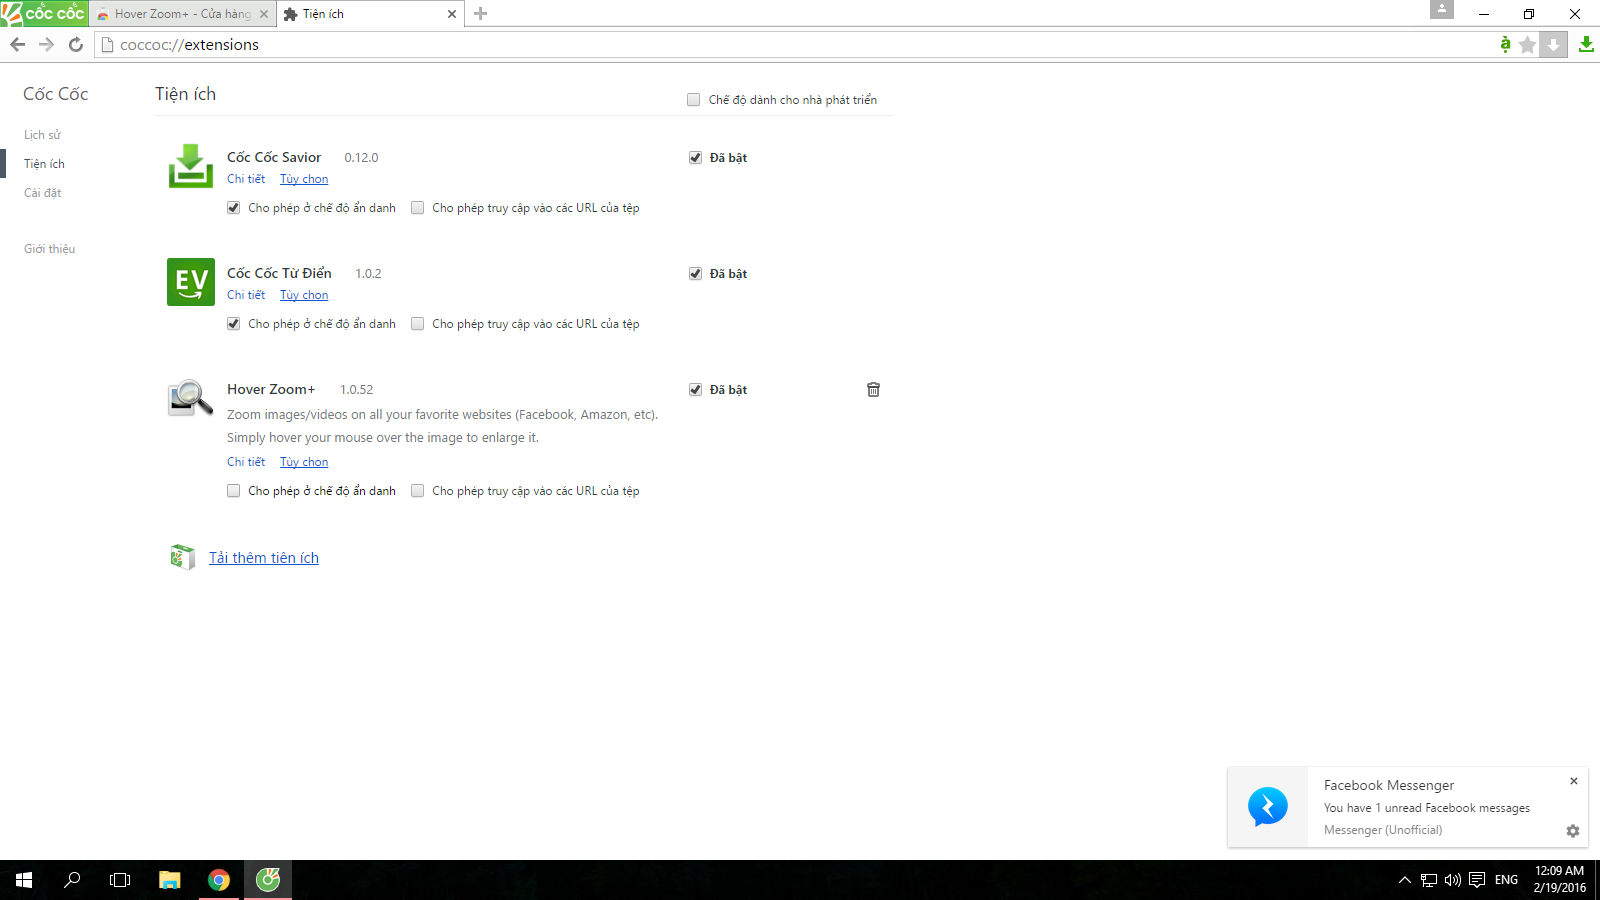 cốc cốc
Hover Zoom+ - Cửa hàng
Tiện ích
coccoc://extensions
Cốc Cốc
Lịch sử
Tiện ích
Cài đặt
Giới thiệu
Tiện ích
Chế độ dành cho nhà phát triển
Cốc Cốc Savior 0.12.0
Đã bật
Chi tiết Tùy chọn
Cho phép ở chế độ ẩn danh Cho phép truy cập vào các URL của tệp
EV
Cốc Cốc Từ Điển 1.0.2
Đã bật
Chi tiết Tùy chọn
Cho phép ở chế độ ẩn danh Cho phép truy cập vào các URL của tệp
Hover Zoom+ 1.0.52
Đã bật
Zoom images/videos on all your favorite websites (Facebook, Amazon, etc).
Simply hover your mouse over the image to enlarge it.
Chi tiết Tùy chọn
Cho phép ở chế độ ẩn danh Cho phép truy cập vào các URL của tệp
Tải thêm tiện ích
Facebook Messenger
You have 1 unread Facebook messages
Messenger (Unofficial)
ENG
12:09 AM
2/19/2016